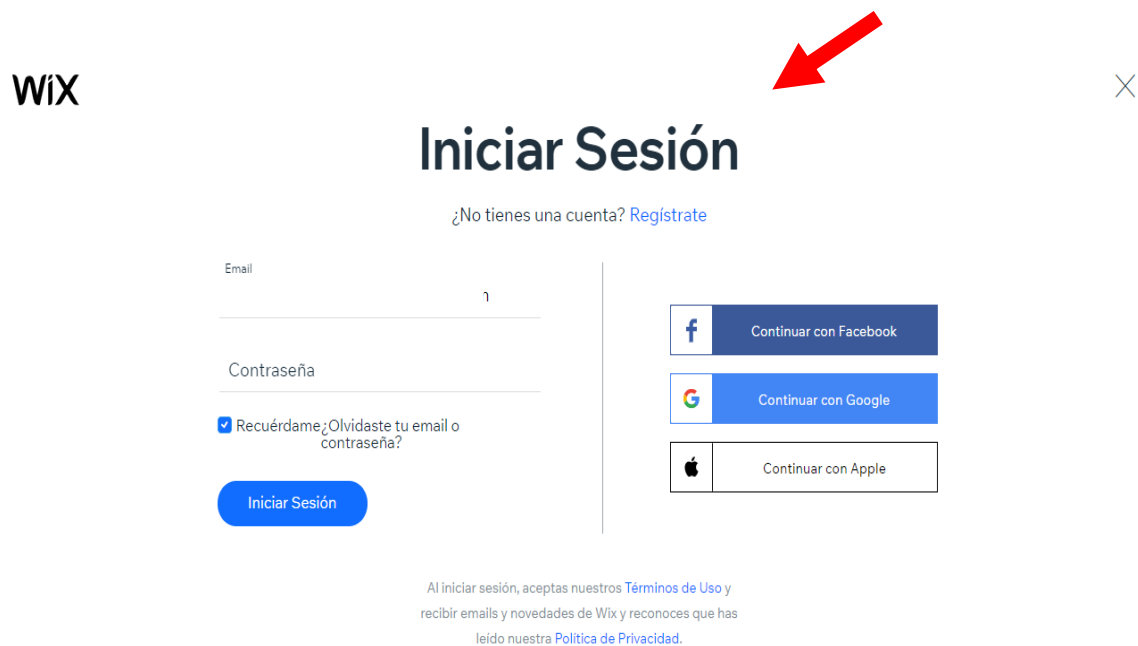 WiX
Iniciar Sesión
¿No tienes una cuenta? Regístrate
Email
Contraseña
Recuérdame
¿Olvidaste tu email o
contraseña?
Iniciar Sesión
Continuar con Facebook
Continuar con Google
Continuar con Apple
Al iniciar sesión, aceptas nuestros Términos de Uso y
recibir emails y novedades de Wix y reconoces que has
leído nuestra Política de Privacidad.